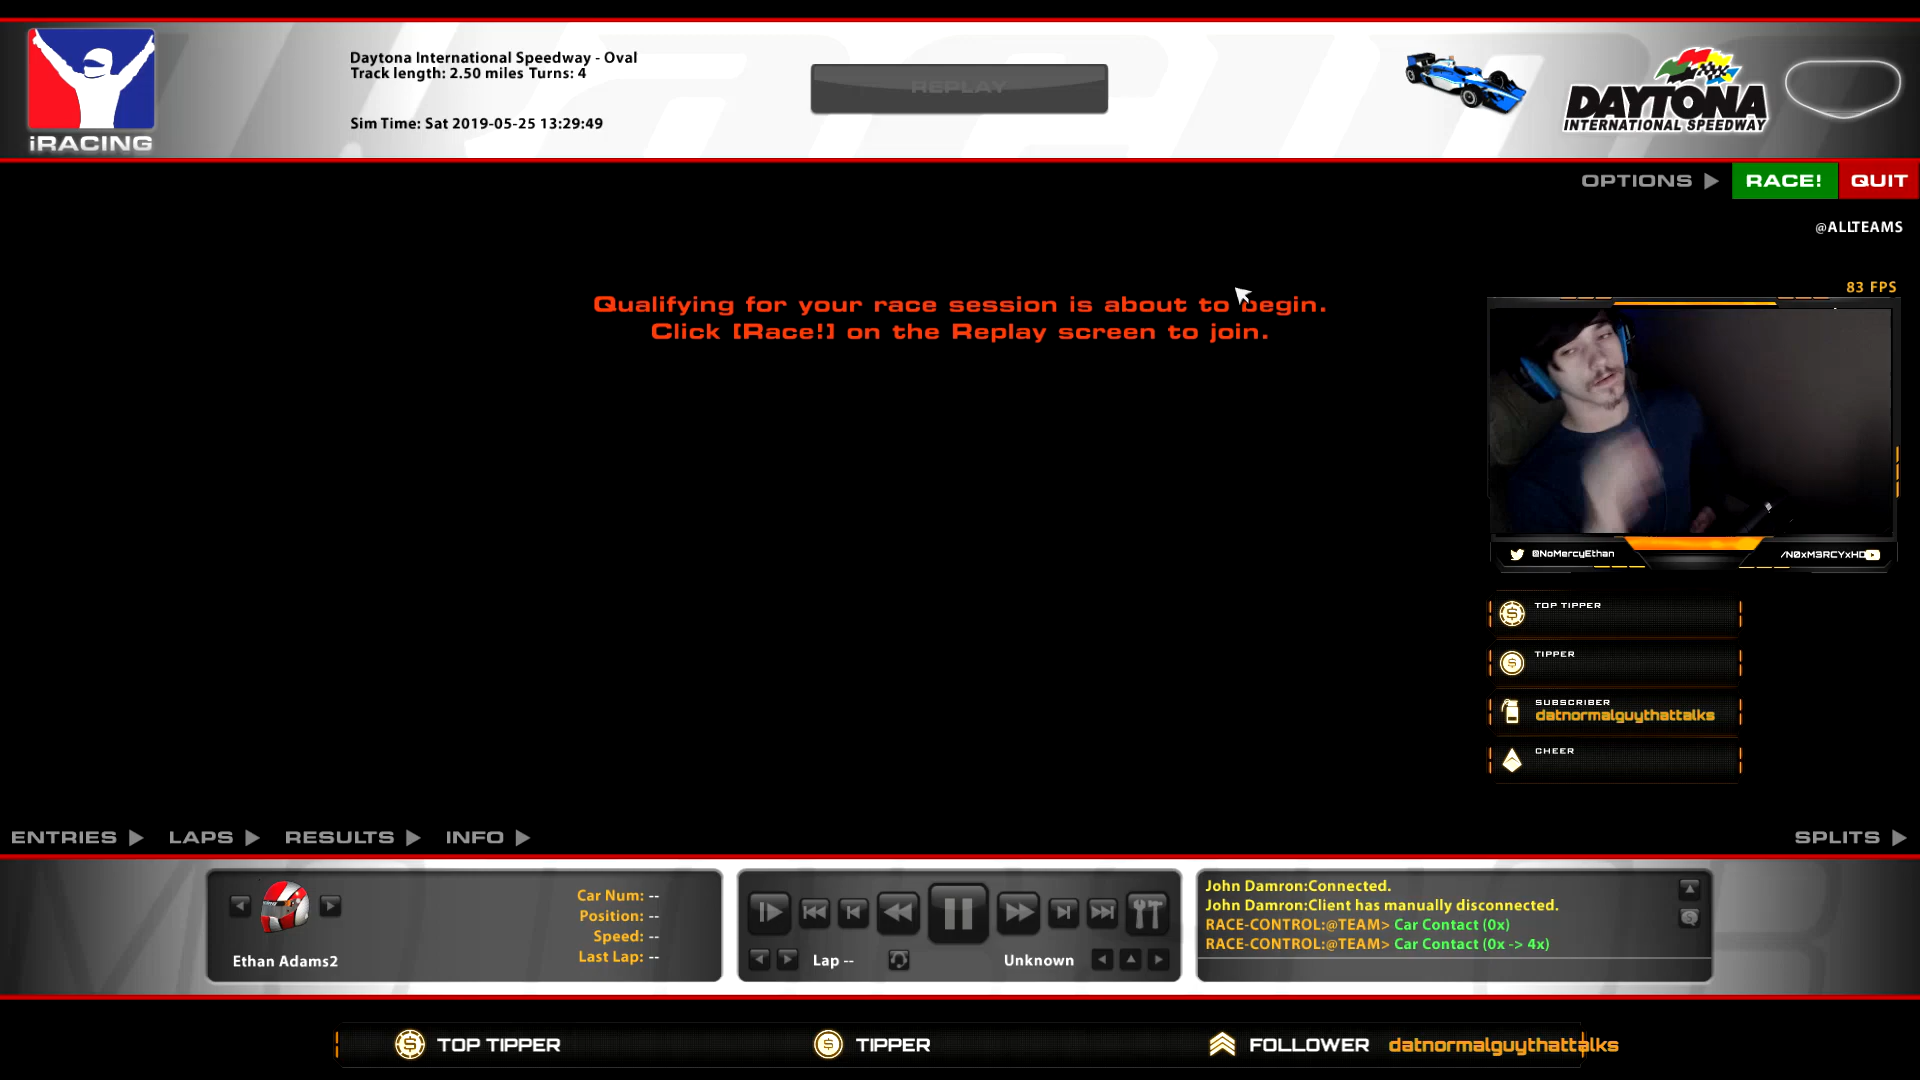 iRACING
Daytona International Speedway - Oval
Track length: 2.50 miles Turns: 4
Sim Time: Sat 2019-05-25 13:29:49
REPLAY
DAYTONA
INTERNATIONAL SPEEDWAY
OPTIONS
RACE!
QUIT
@ALLTEAMS
83 FPS
Qualifying for your race session is about to begin.
Click [Race!] on the Replay screen to join.
@NoMercyEthan
/N0xM3RCYxHD
TOP TIPPER
TIPPER
SUBSCRIBER
datnormalguythattalks
CHEER
ENTRIES
LAPS
RESULTS
INFO
SPLITS
Ethan Adams2
Car Num: --
Position: --
Speed: --
Last Lap: --
Lap --
Unknown
John Damron:Connected.
John Damron:Client has manually disconnected.
RACE-CONTROL:@TEAM> Car Contact (0x)
RACE-CONTROL:@TEAM> Car Contact (0x -> 4x)
TOP TIPPER
TIPPER
FOLLOWER datnormalguythattalks